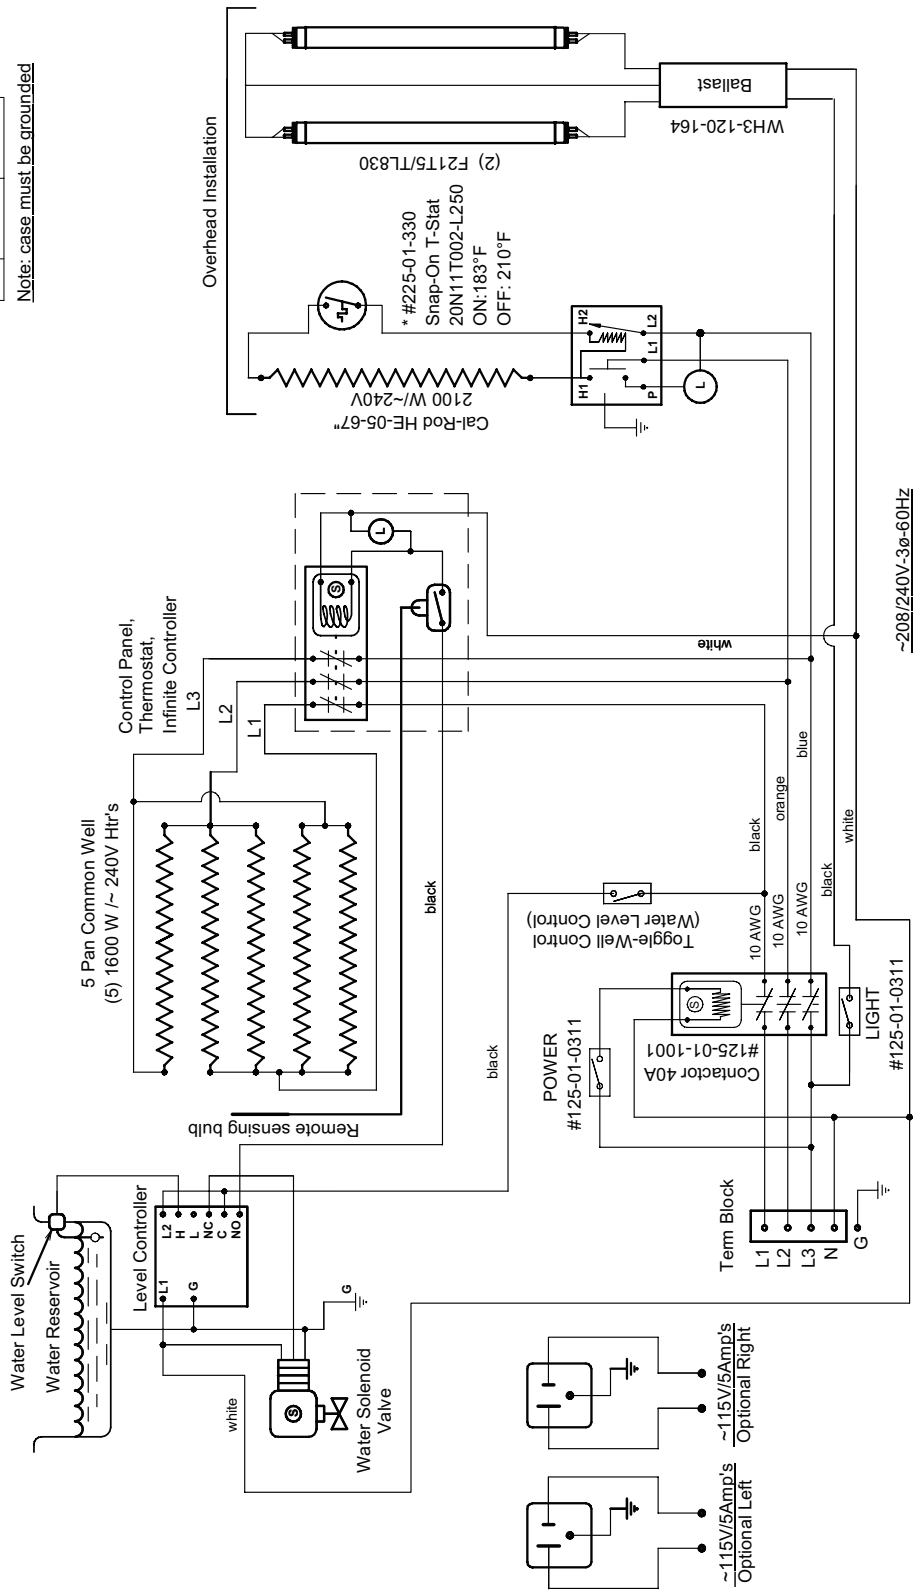 Note: case must be grounded
Overhead Installation
Ballast
WH3-120-164
(2) F21T5/TL830
* #225-01-330
Snap-On T-Stat
20N11T002-L250
ON:183°F
OFF: 210°F
Cal-Rod HE-05-67"
2100 W/~240V
H1
H2
P
L1
L2
L
Control Panel,
Thermostat,
Infinite Controller
L3
L2
L1
S
L
5 Pan Common Well
(5) 1600 W /~ 240V Htr's
Remote sensing bulb
black
white
black
orange
blue
black
white
10 AWG
10 AWG
10 AWG
Toggle-Well Control
(Water Level Control)
black
POWER
#125-01-0311
S
Contactor 40A
#125-01-1001
LIGHT
#125-01-0311
~208/240V-3ø-60Hz
Water Level Switch
Water Reservoir
Level Controller
L1
G
L2
H
L
NC
C
NO
G
S
white
Water Solenoid
Valve
Term Block
L1
L2
L3
N
G
~115V/5Amp's
Optional Right
~115V/5Amp's
Optional Left